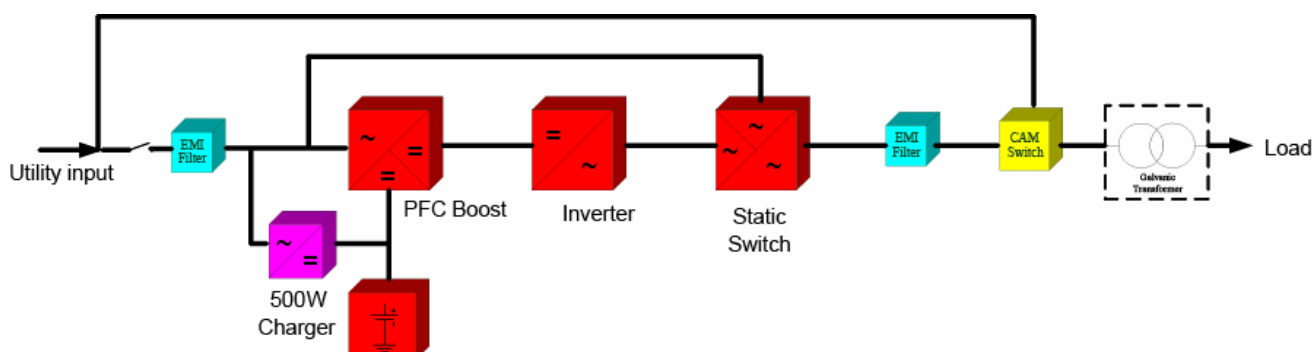 EMI
Filter
Utility input
PFC Boost
Inverter
Static
Switch
EMI
Filter
CAM
Switch
Galvanic
Transformer
Load
500W
Charger